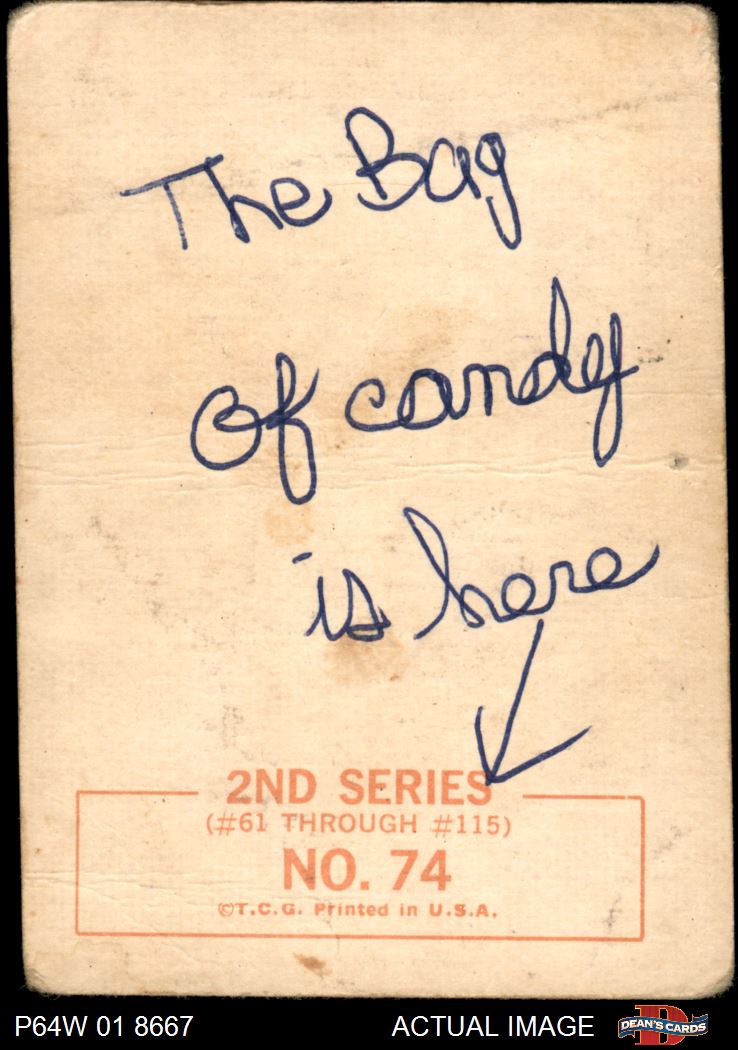 The Bag
Of candy
is here
2ND SERIES
(#61 THROUGH #115)
NO. 74
©T.C.G. Printed in U.S.A.
P64W 01 8667
ACTUAL IMAGE
D
DEAN'S CARDS